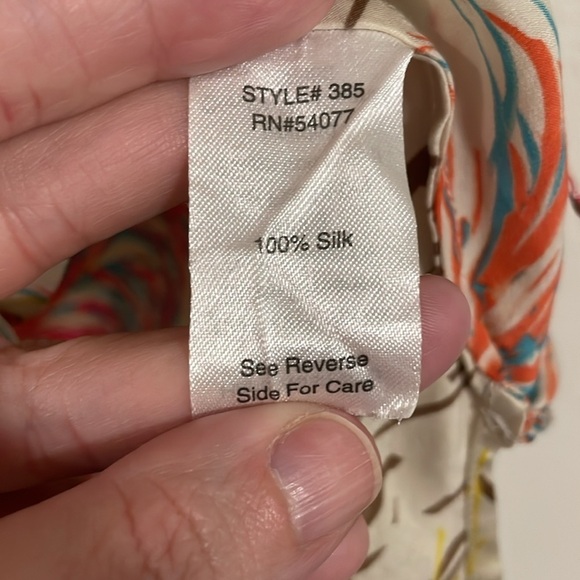 STYLE# 385
RN#54077
100% Silk
See Reverse
Side For Care